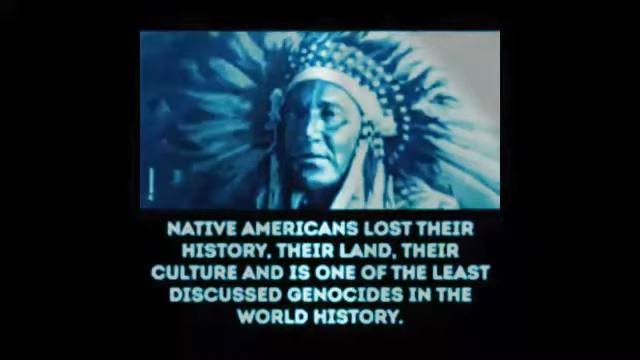 NATIVE AMERICANS LOST THEIR
HISTORY, THEIR LAND, THEIR
CULTURE AND IS ONE OF THE LEAST
DISCUSSED GENOCIDES IN THE
WORLD HISTORY.